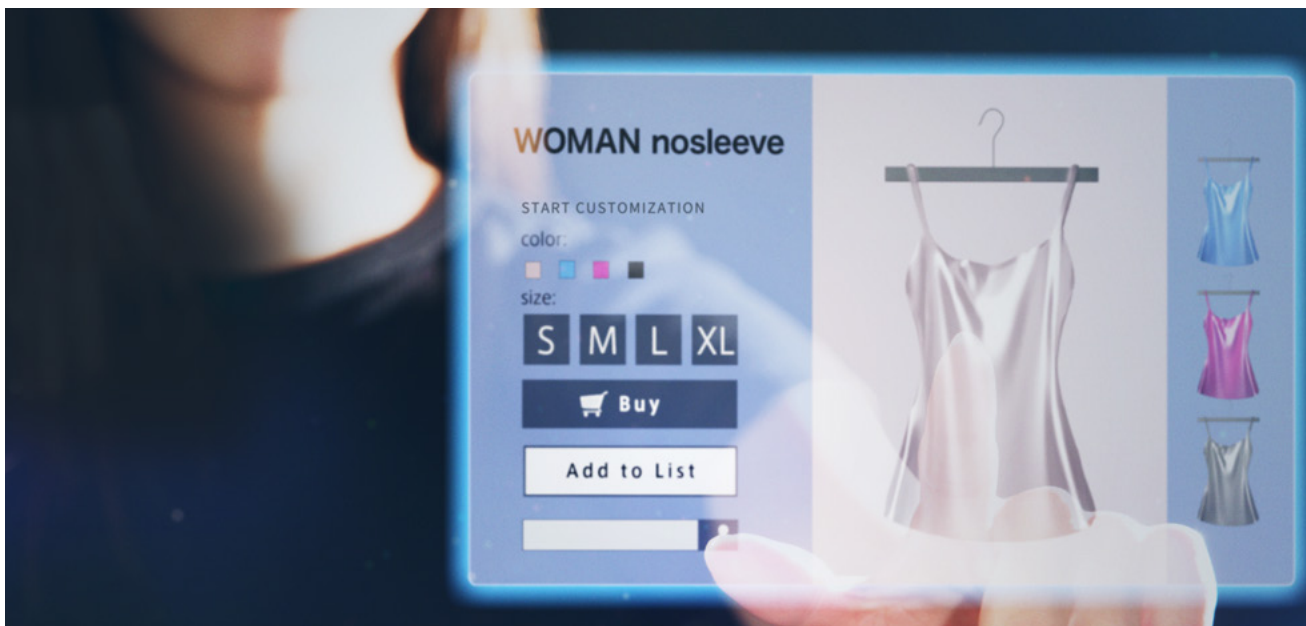 WOMAN nosleeve
START CUSTOMIZATION
color:
size:
S M L XL
Buy
Add to List